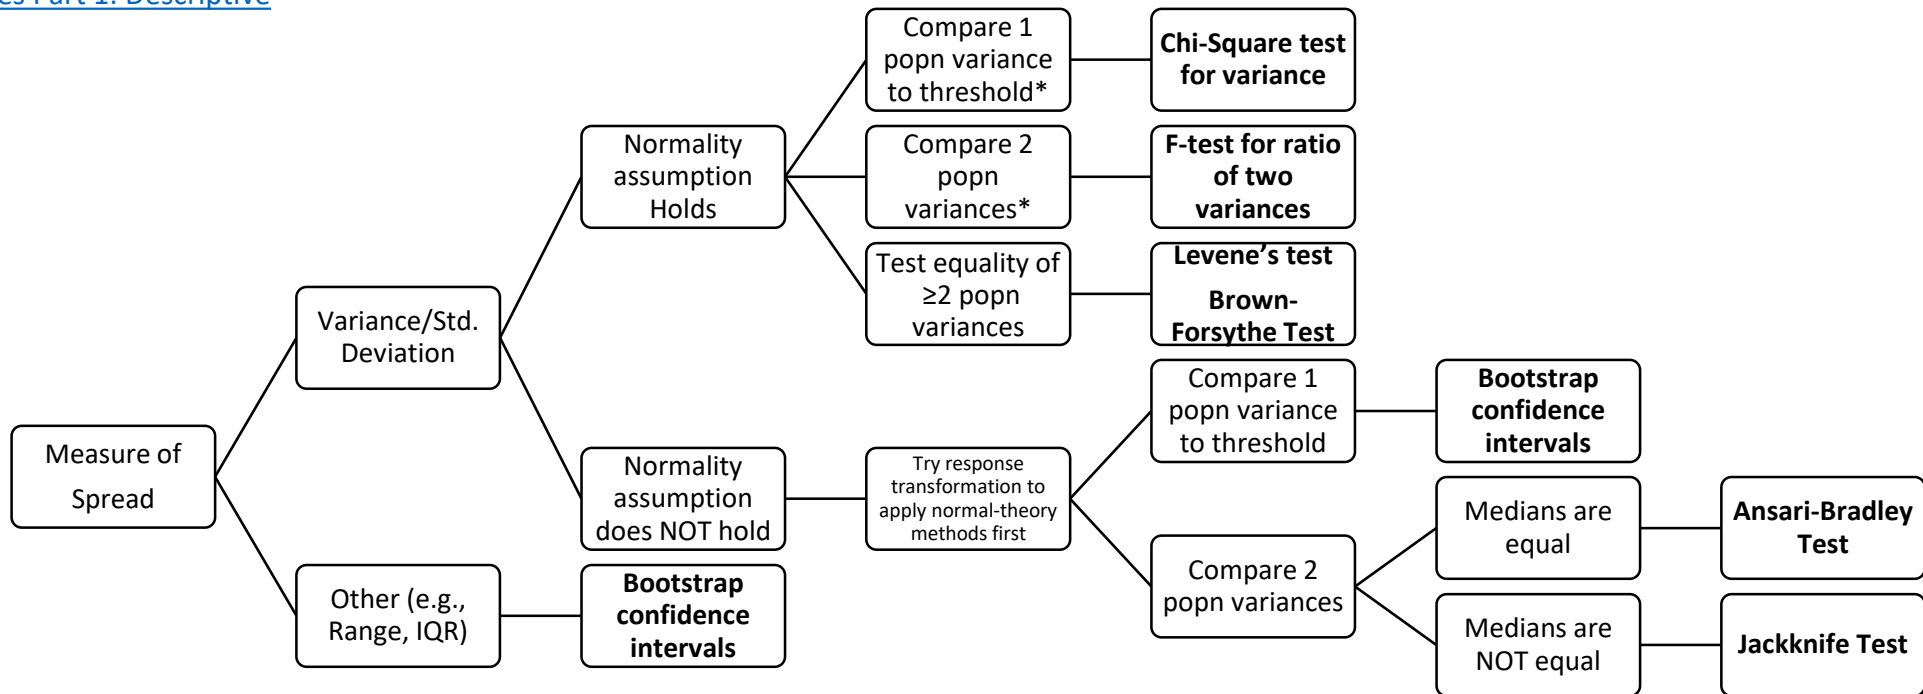 es Part 1: Descriptive
Compare 1
popn variance
to threshold*
Chi-Square test
for variance
Normality
assumption
Holds
Compare 2
popn
variances*
F-test for ratio
of two
variances
Test equality of
≥2 popn
variances
Levene’s test
Brown-
Forsythe Test
Variance/Std.
Deviation
Measure of
Spread
Normality
assumption
does NOT hold
Try response
transformation to
apply normal-theory
methods first
Compare 1
popn variance
to threshold
Bootstrap
confidence
intervals
Compare 2
popn variances
Medians are
equal
Ansari-Bradley
Test
Medians are
NOT equal
Jackknife Test
Other (e.g.,
Range, IQR)
Bootstrap
confidence
intervals